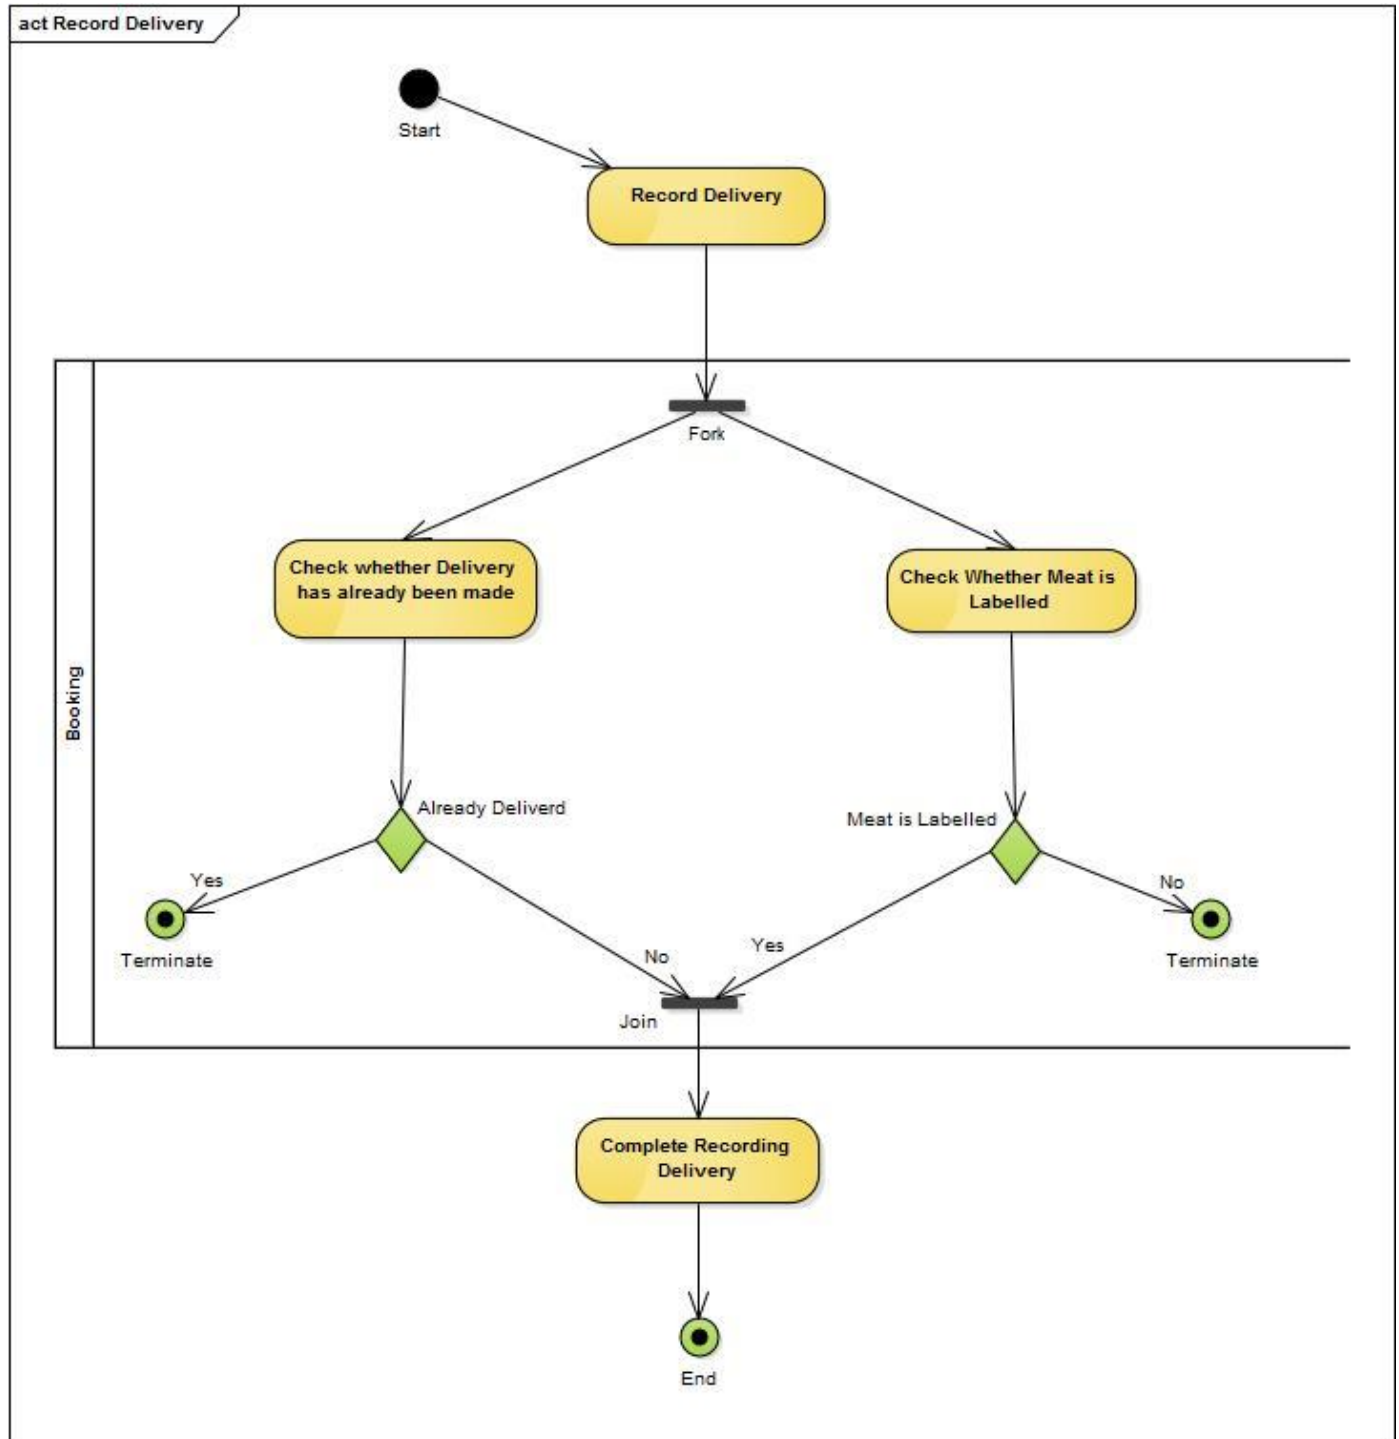 act Record Delivery
Start
Record Delivery
Fork
Check whether Delivery
has already been made
Check Whether Meat is
Labelled
Booking
Already Deliverd
Meat is Labelled
Yes
No
Terminate
Terminate
No
Yes
Join
Complete Recording
Delivery
End